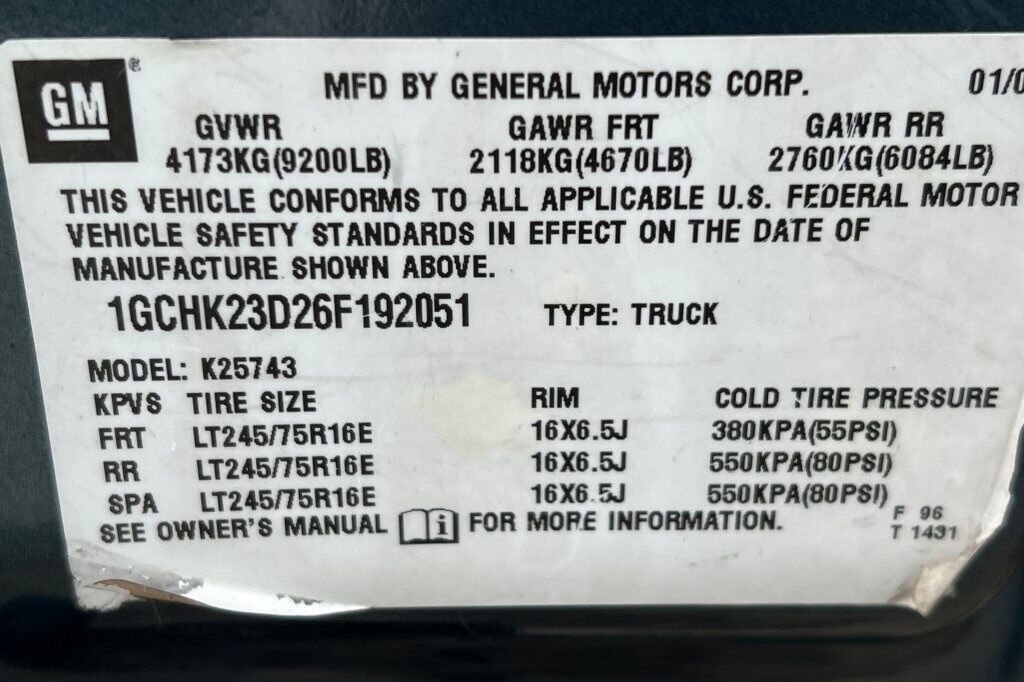 GM ® MFD BY GENERAL MOTORS CORP. 01/0
GVWR GAWR FRT GAWR RR
4173KG(9200LB) 2118KG(4670LB) 2760KG(6084LB)
THIS VEHICLE CONFORMS TO ALL APPLICABLE U.S. FEDERAL MOTOR
VEHICLE SAFETY STANDARDS IN EFFECT ON THE DATE OF
MANUFACTURE SHOWN ABOVE.
1GCHK23D26F192051 TYPE: TRUCK
MODEL: K25743
KPVS TIRE SIZE RIM COLD TIRE PRESSURE
FRT LT245/75R16E 16X6.5J 380KPA(55PSI)
RR LT245/75R16E 16X6.5J 550KPA(80PSI)
SPA LT245/75R16E 16X6.5J 550KPA(80PSI)
SEE OWNER'S MANUAL i FOR MORE INFORMATION. F 96
T 1431